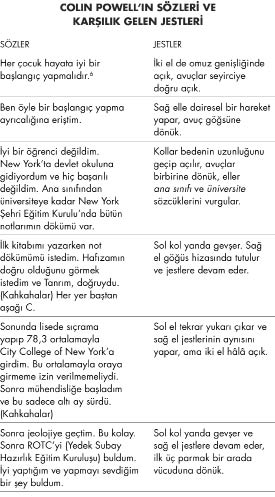 COLIN POWELL'IN SÖZLERİ VE
KARŞILIK GELEN JESTLERİ
SÖZLER
JESTLER
Her çocuk hayata iyi bir
başlangıç yapmalıdır.⁶
İki el de omuz genişliğinde
açık, avuçlar seyirciye
doğru açık.
Ben öyle bir başlangıç yapma
ayrıcalığına eriştim.
Sağ elle dairesel bir hareket
yapar, avuç göğsüne
dönük.
İyi bir öğrenci değildim.
New York'ta devlet okuluna
gidiyordum ve hiç başarılı
değildim. Ana sınıfından
üniversiteye kadar New York
Şehri Eğitim Kurulu'nda bütün
notlarımın dökümü var.
Kollar bedenin uzunluğunu
geçip açılır, avuçlar
birbirine dönük, eller
ana sınıfı ve üniversite
sözcüklerini vurgular.
İlk kitabımı yazarken not
dökümümü istedim. Hafızamın
doğru olduğunu görmek
istedim ve Tanrım, doğruydu.
(Kahkahalar) Her yer baştan
aşağı C.
Sol kol yanda gevşer. Sağ
el göğüs hizasında tutulur
ve jestlere devam eder.
Sonunda lisede sıçrama
yapıp 78,3 ortalamayla
City College of New York'a
girdim. Bu ortalamayla oraya
girmeme izin verilmemeliydi.
Sonra mühendisliğe başladım
ve bu sadece altı ay sürdü.
(Kahkahalar)
Sol el tekrar yukarı çıkar ve
sağ el jestlerinin aynısını
yapar, ama iki el hâlâ açık.
Sonra jeolojiye geçtim. Bu kolay.
Sonra ROTC'yi (Yedek Subay
Hazırlık Eğitim Kuruluşu) buldum.
İyi yaptığım ve yapmayı sevdiğim
bir şey buldum.
Sol kol yanda gevşer ve
sağ el jestlere devam eder,
ilk üç parmak bir arada
vücuduna dönük.